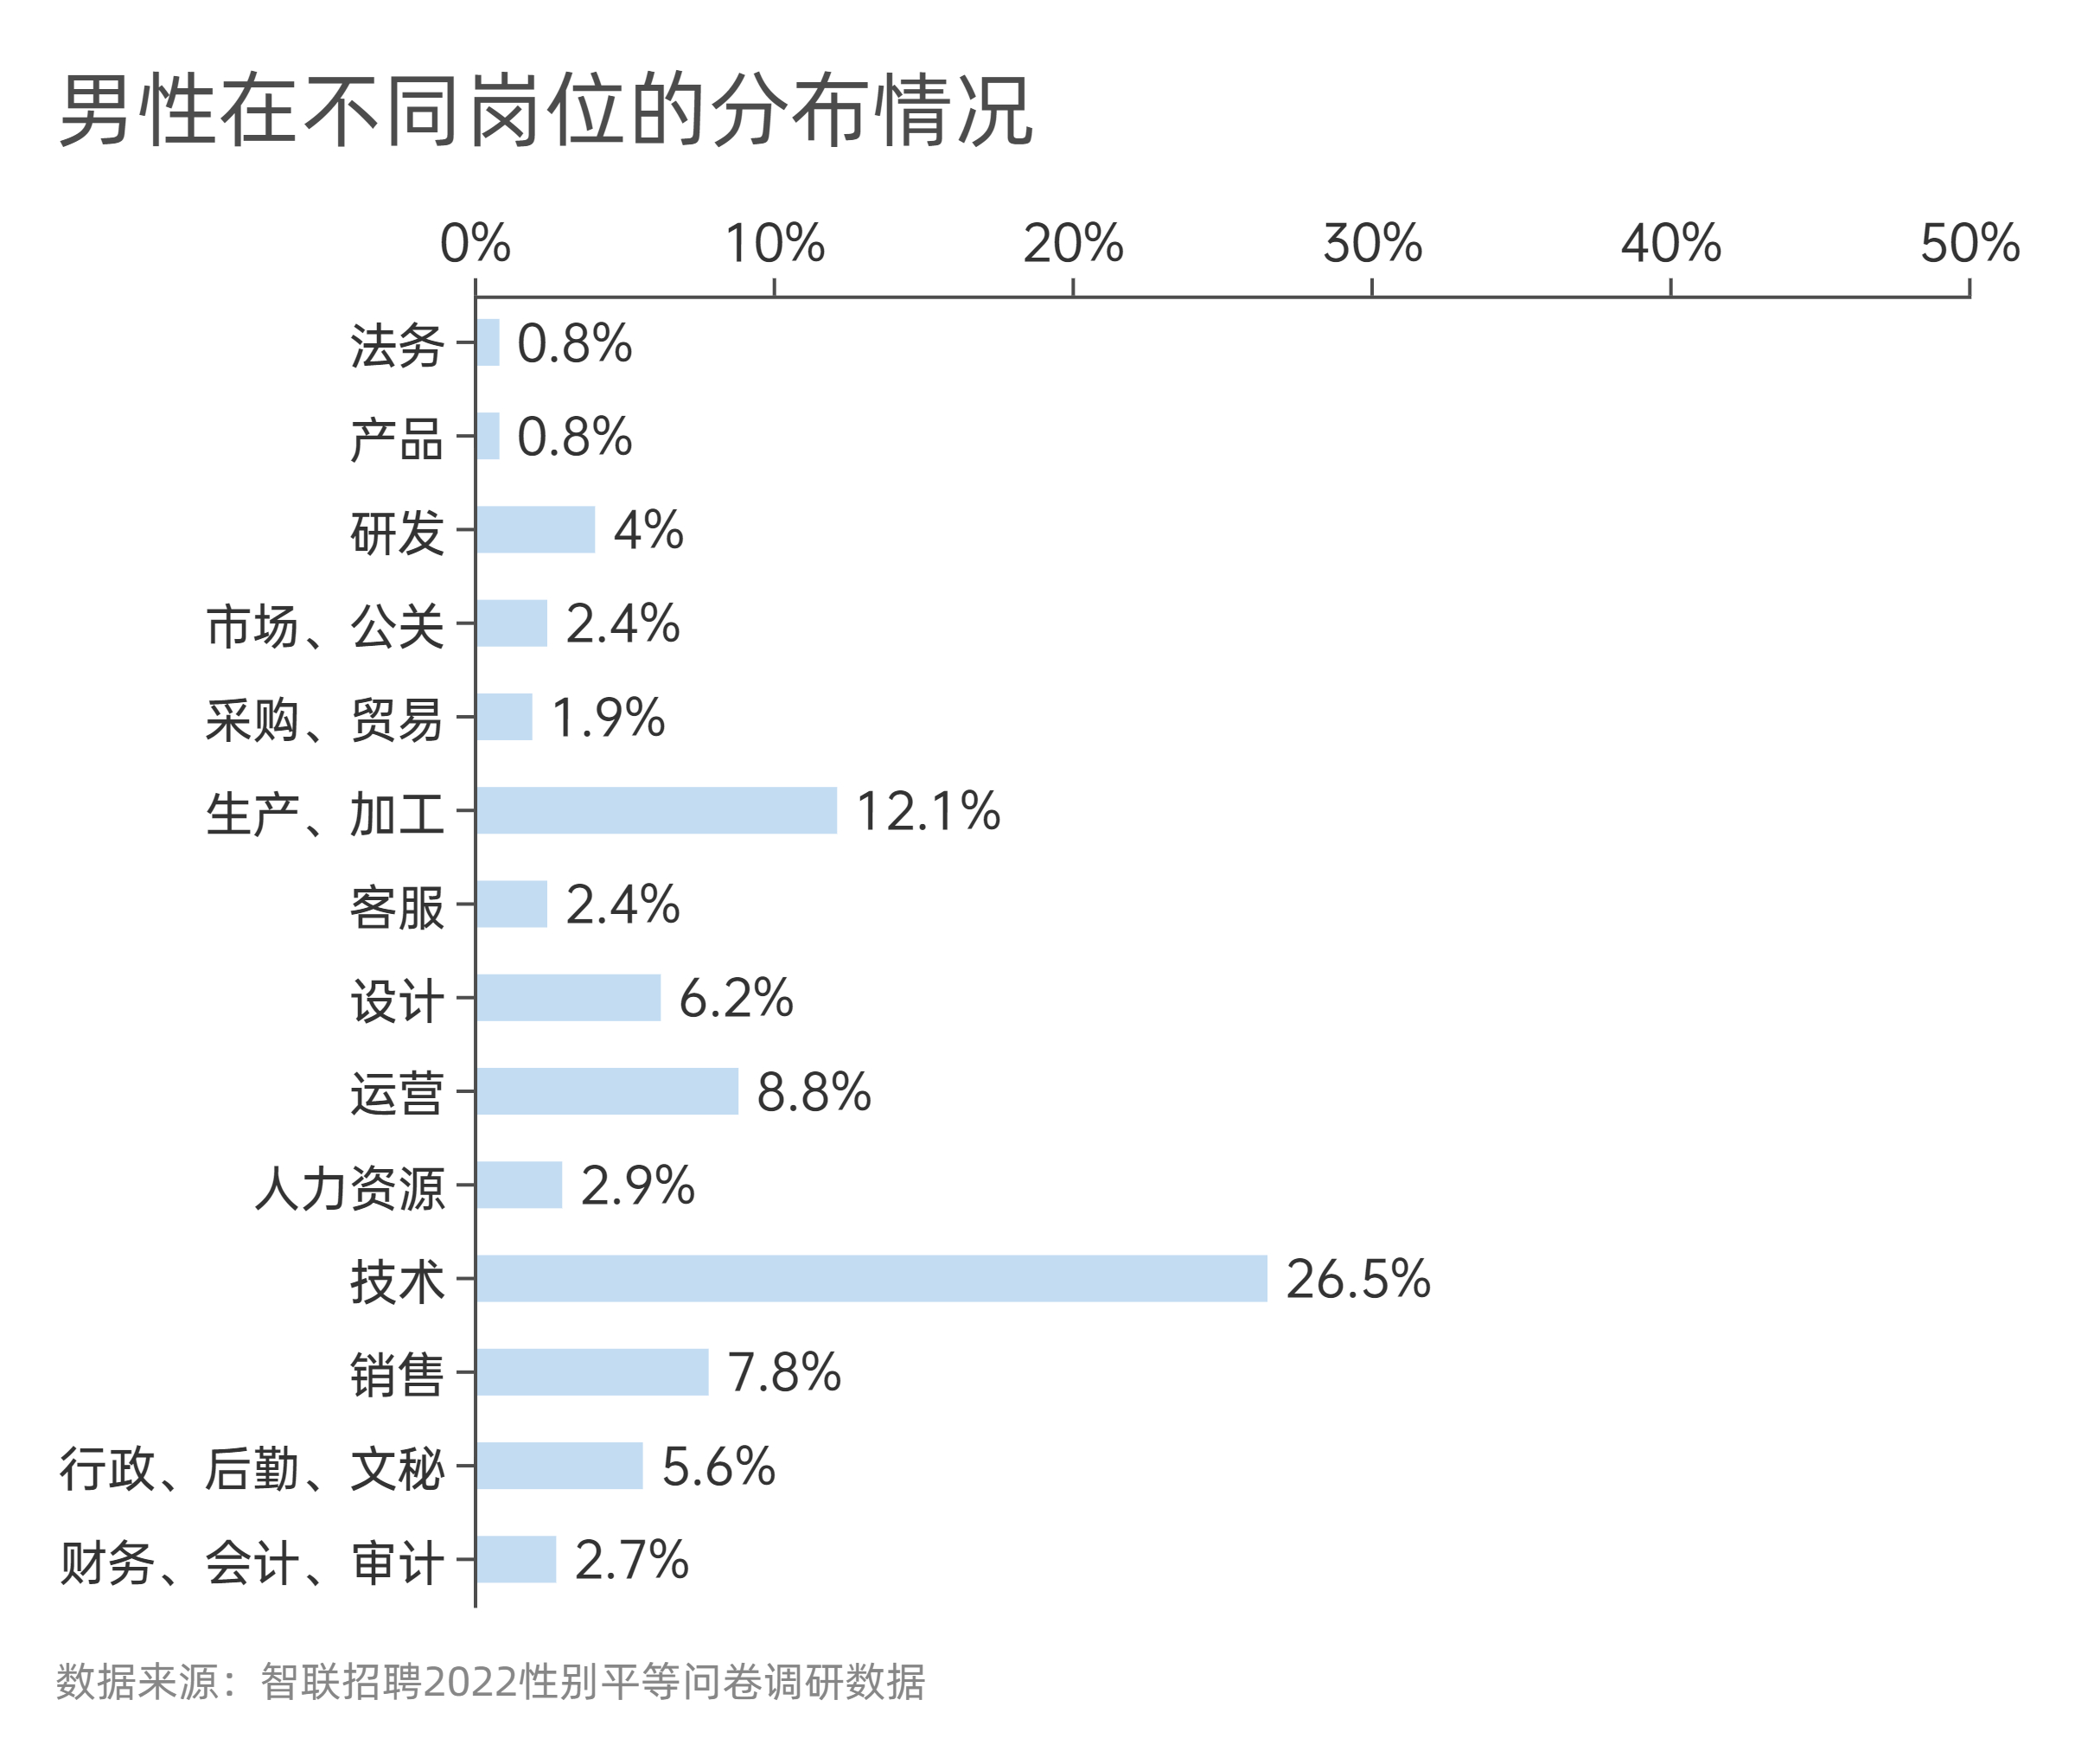 男性在不同岗位的分布情况
0% 10% 20% 30% 40% 50%
法务 0.8%
产品 0.8%
研发 4%
市场、公关 2.4%
采购、贸易 1.9%
生产、加工 12.1%
客服 2.4%
设计 6.2%
运营 8.8%
人力资源 2.9%
技术 26.5%
销售 7.8%
行政、后勤、文秘 5.6%
财务、会计、审计 2.7%
数据来源：智联招聘2022性别平等问卷调研数据